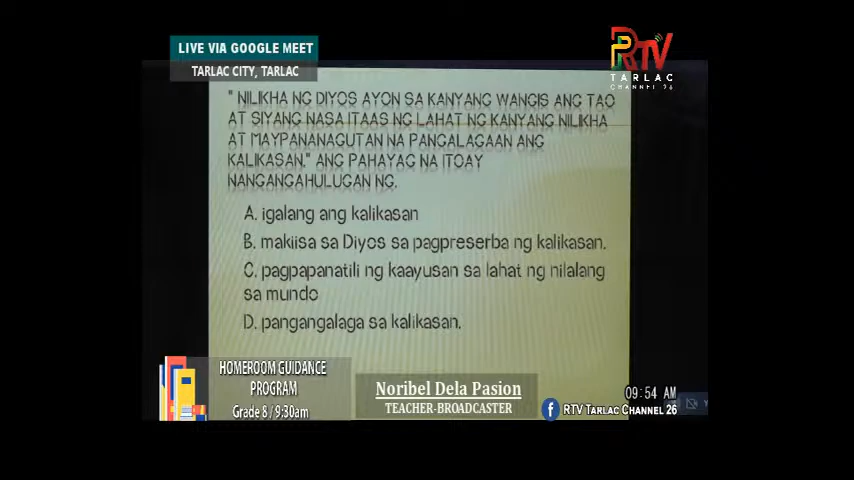 LIVE VIA GOOGLE MEET
TARLAC CITY, TARLAC
RTV
TARLAC
CHANNEL 26
" NILIKHA NG DIYOS AYON SA KANYANG WANGIS ANG TAO
AT SIYANG NASA ITAAS NG LAHAT NG KANYANG NILIKHA
AT MAYPANANAGUTAN NA PANGALAGAAN ANG
KALIKASAN." ANG PAHAYAG NA ITOAY
NANGANGAHULUGAN NG.
A. igalang ang kalikasan
B. makiisa sa Diyos sa pagpreserba ng kalikasan.
C. pagpapanatili ng kaayusan sa lahat ng nilalang
sa mundo
D. pangangalaga sa kalikasan.
HOMEROOM GUIDANCE
PROGRAM
Grade 8 / 9:30am
Noribel Dela Pasion
TEACHER-BROADCASTER
09:54 AM
RTV TARLAC CHANNEL 26